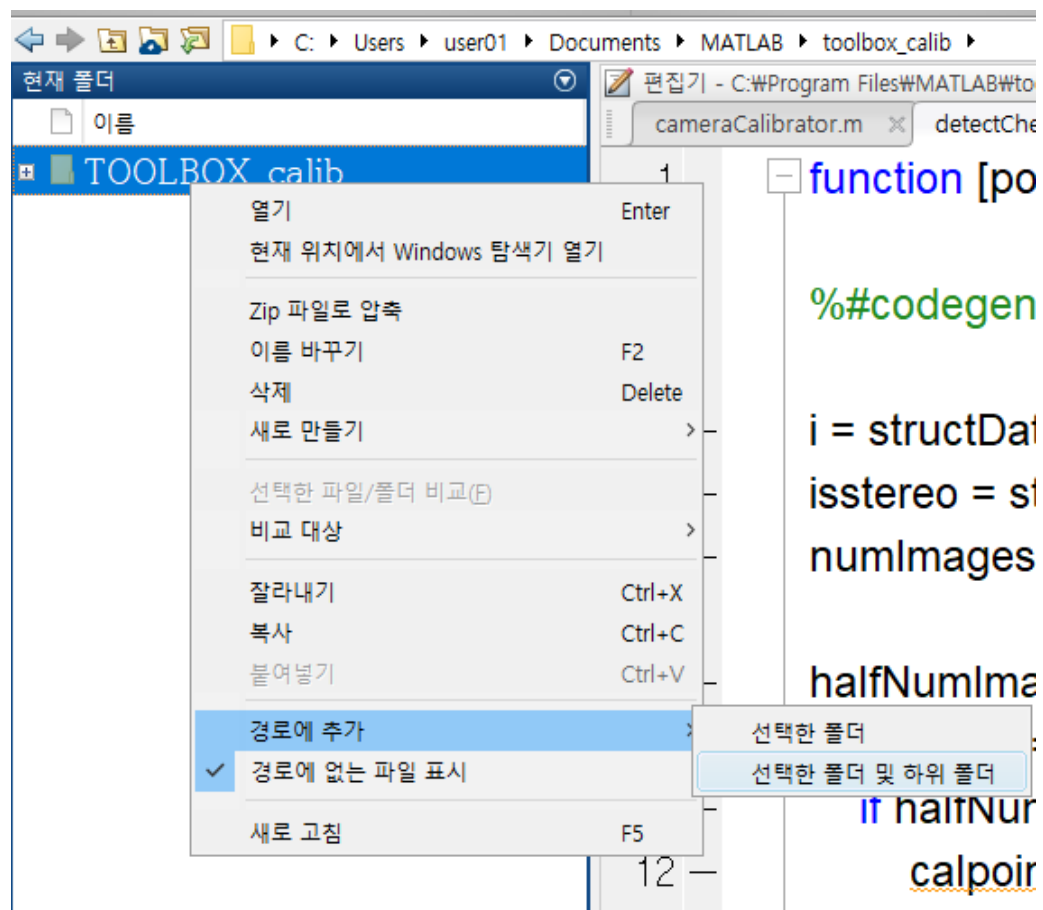 C: Users user01 Documents MATLAB toolbox_calib
현재 폴더
편집기 - C:₩Program Files₩MATLAB₩to
이름
cameraCalibrator.m
detectChe
TOOLBOX_calib
1
function [po
열기 Enter
현재 위치에서 Windows 탐색기 열기
Zip 파일로 압축
%#codegen
이름 바꾸기 F2
삭제 Delete
새로 만들기
i = structDat
선택한 파일/폴더 비교(F)
isstereo = st
비교 대상
numImages
잘라내기 Ctrl+X
복사 Ctrl+C
붙여넣기 Ctrl+V
halfNumIma
경로에 추가
선택한 폴더
경로에 없는 파일 표시
선택한 폴더 및 하위 폴더
if halfNur
새로 고침 F5
12
calpoir